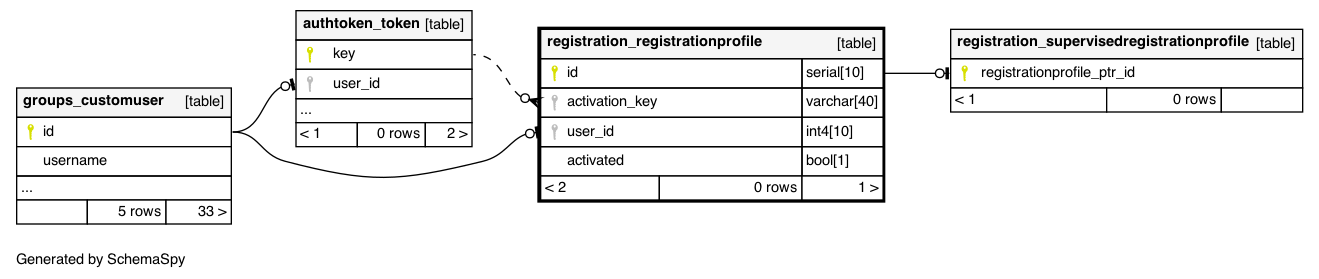 groups_customuser [table]
id
username
...
5 rows 33 >
authtoken_token [table]
key
user_id
...
< 1 0 rows 2 >
registration_registrationprofile [table]
id serial[10]
activation_key varchar[40]
user_id int4[10]
activated bool[1]
< 2 0 rows 1 >
registration_supervisedregistrationprofile [table]
registrationprofile_ptr_id
< 1 0 rows
Generated by SchemaSpy